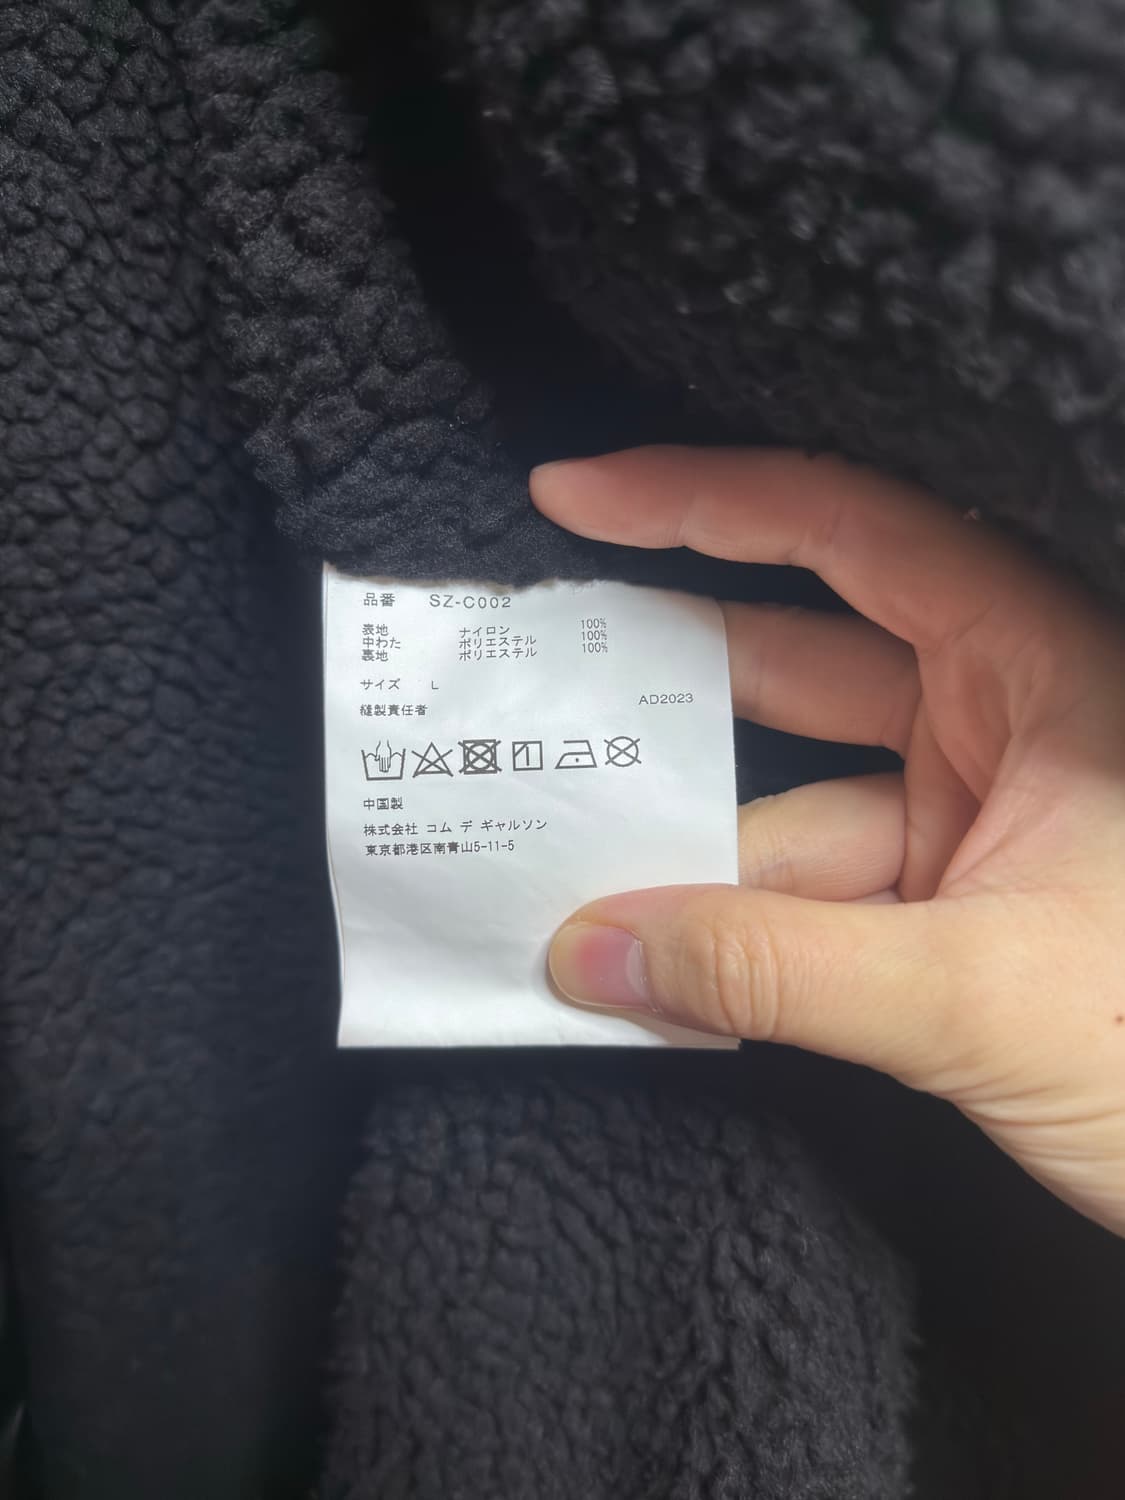 品番 SZ-C002
表地 ナイロン 100%
中わた ポリエステル 100%
裏地 ポリエステル 100%
サイズ L
縫製責任者 AD2023
中国製
株式会社 コム デ ギャルソン
東京都港区南青山5-11-5